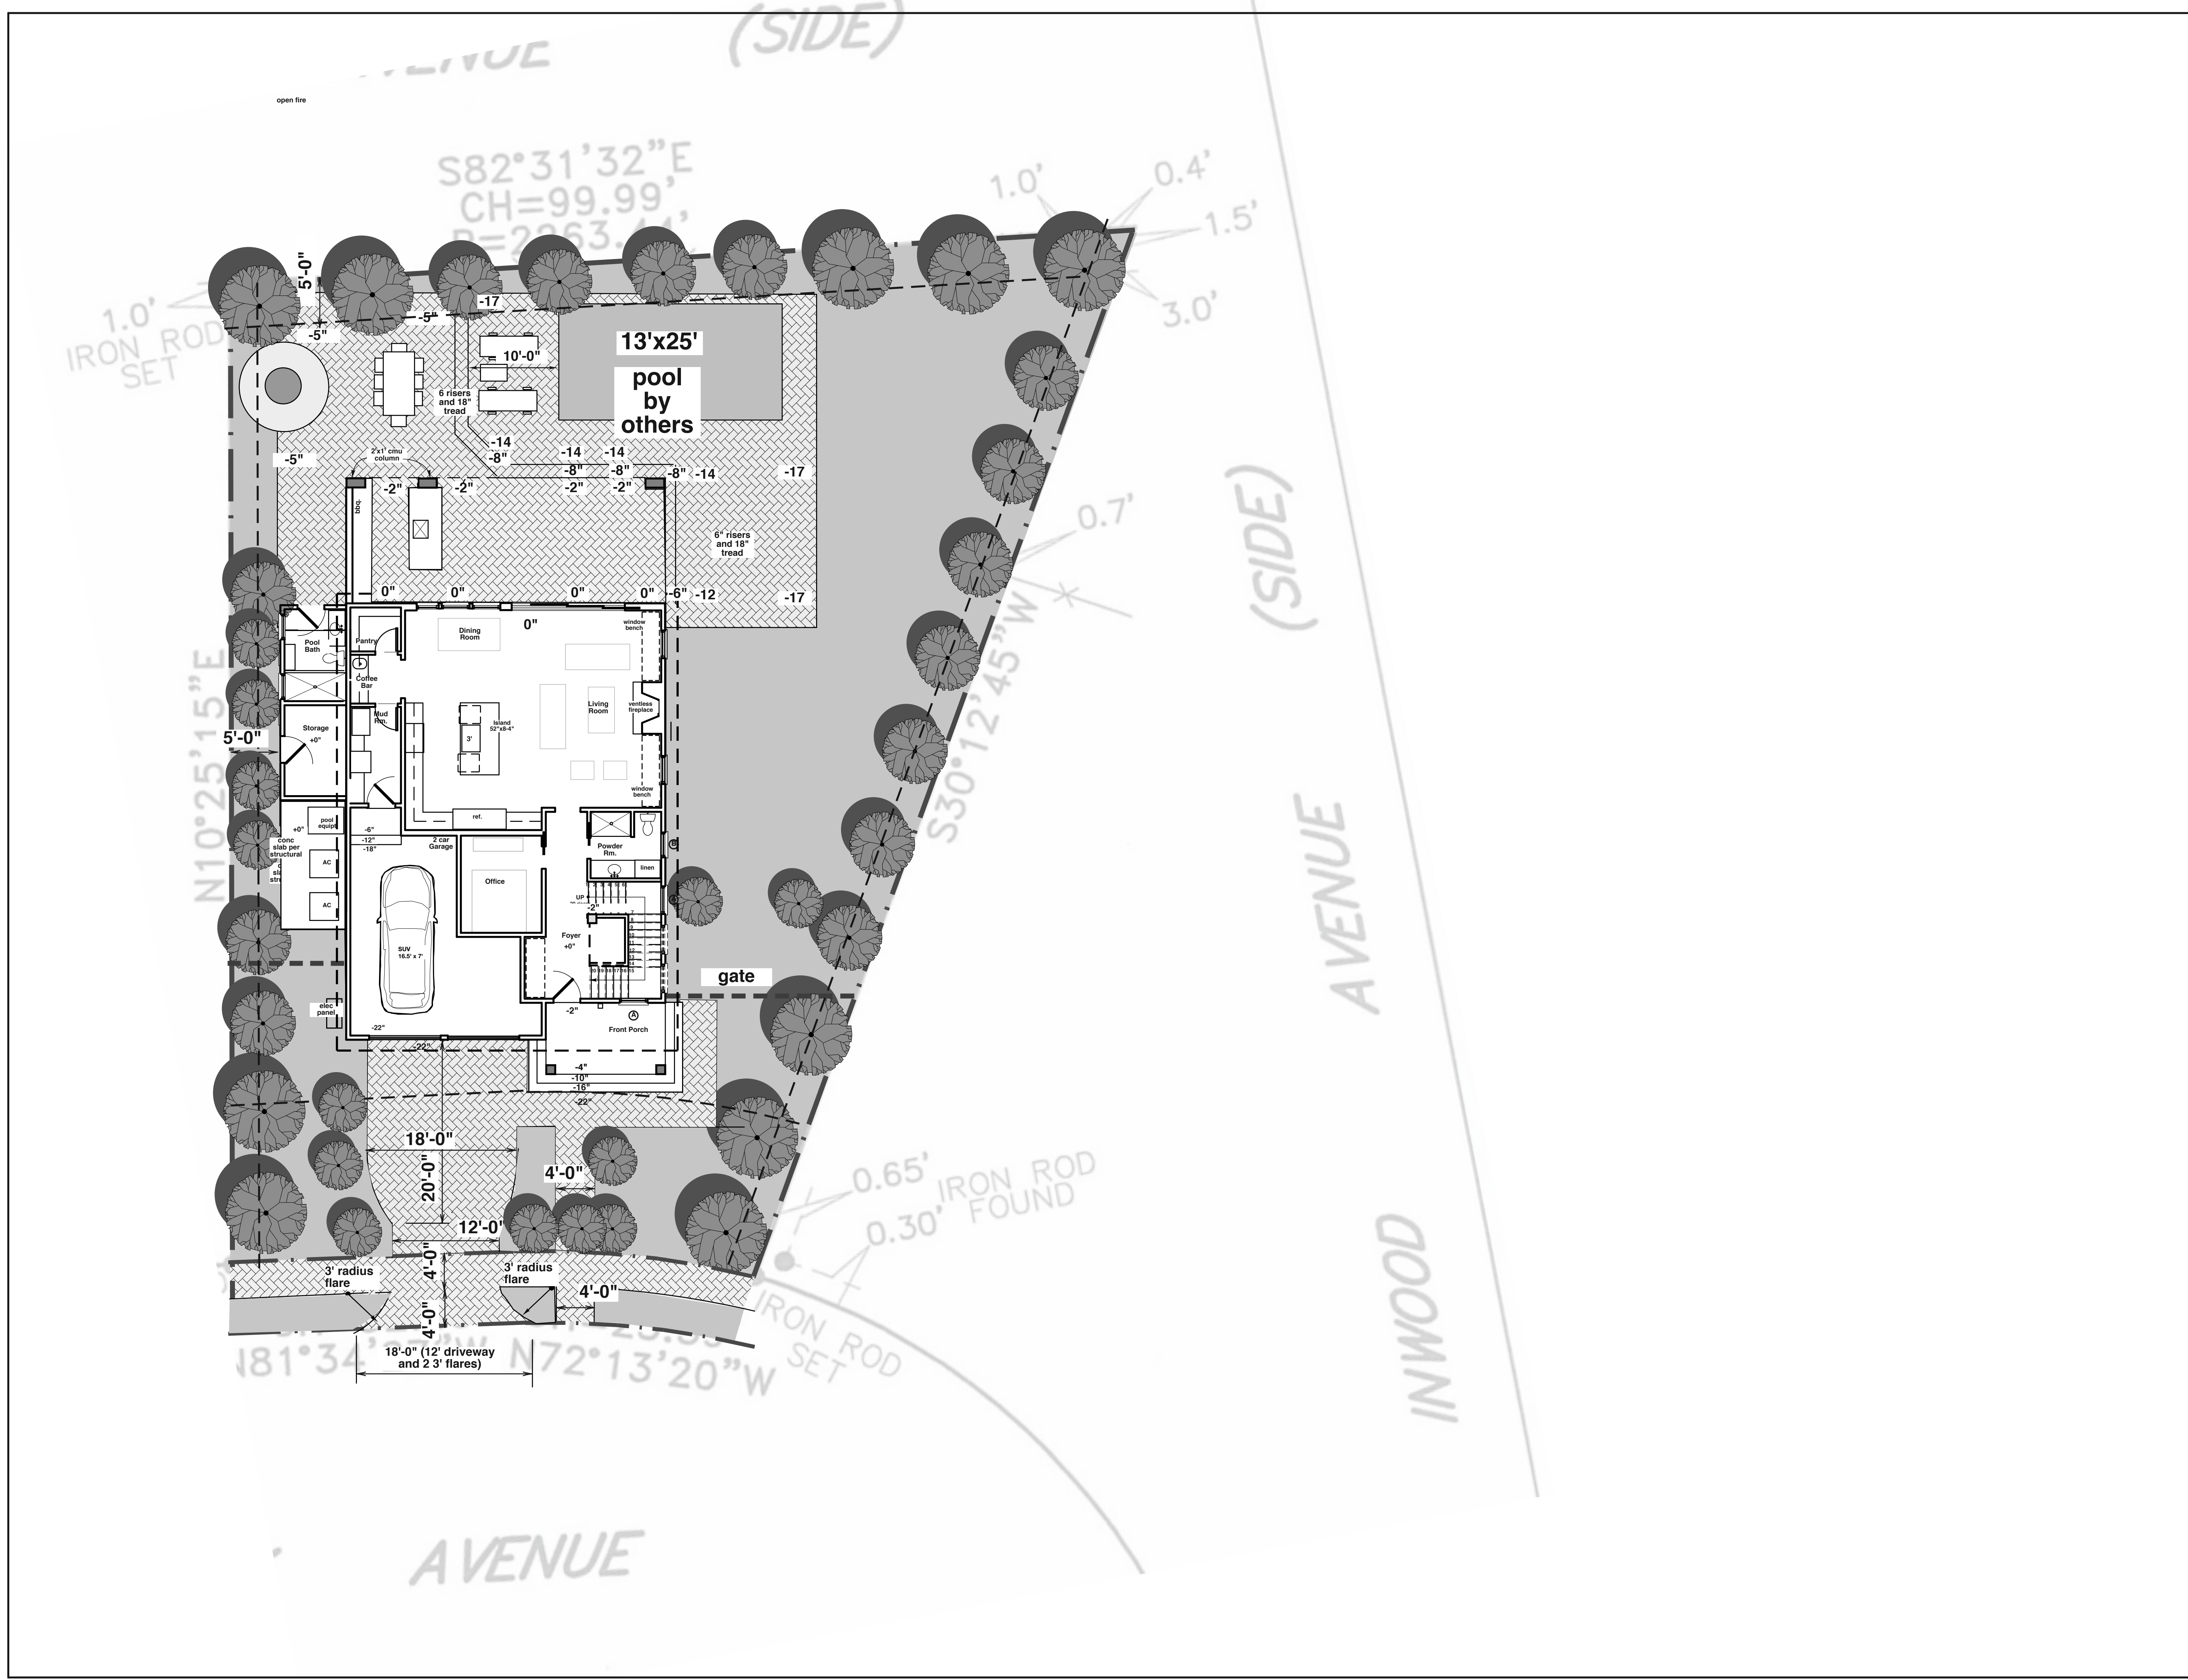 (SIDE)
open fire
S82°31'32"E
CH=99.99'
1.0'
0.4'
1.5'
3.0'
5'-0"
1.0'
IRON ROD
SET
-17
-5"
-5"
13'x25'
pool
by
others
10'-0"
6 risers
and 18"
tread
-14
-8"
-14
-14
-8"
-8"
-8"
-14
-17
-5"
2'x1' cmu
column
-2"
-2"
-2"
-2"
bbq.
6" risers
and 18"
tread
0.7'
(SIDE)
0"
0"
0"
0"
-6"
-12
-17
0"
Dining
Room
window
bench
Pool
Bath
Pantry
Coffee
Bar
Mud
Rm.
Living
Room
ventless
fireplace
Island
52"x8-4"
3'
Storage
+0"
5'-0"
N10°25'15"E
S30°12'45"W
window
bench
ref.
pool
equipt
+0"
conc
slab per
structural
-6"
-12"
-18"
2 car
Garage
Powder
Rm.
linen
B
AC
AC
Office
UP
-2"
Foyer
+0"
SUV
16.5' x 7'
gate
elec
panel
-22"
-2"
A
Front Porch
-22"
-4"
-10"
-16"
-22"
AVENUE
18'-0"
20'-0"
4'-0"
12'-0"
4'-0"
3' radius
flare
3' radius
flare
4'-0"
4'-0"
0.65'
IRON ROD
FOUND
0.30'
IRON ROD
SET
18'-0" (12' driveway
and 2 3' flares)
N72°13'20"W
INWOOD
AVENUE